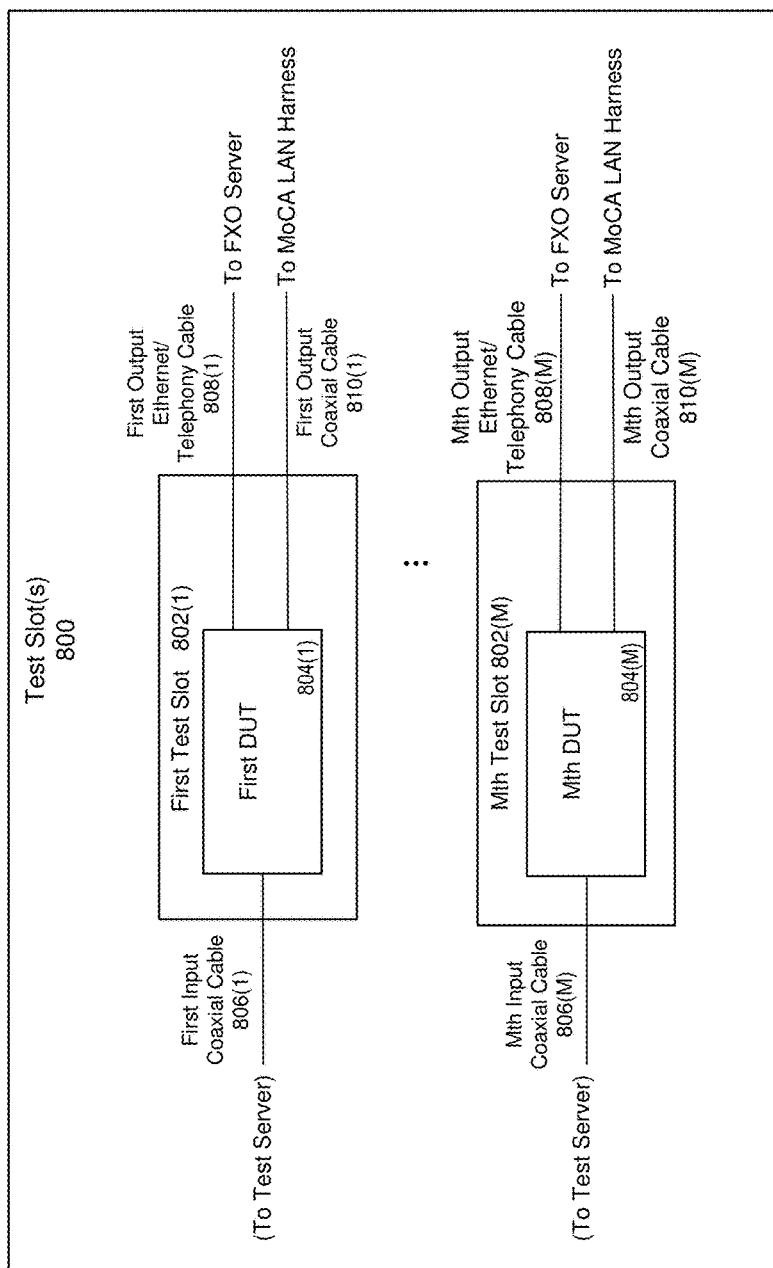 Test Slot(s)
800
First Test Slot 802(1)
First DUT
804(1)
First Input
Coaxial Cable
806(1)
(To Test Server)
First Output
Ethernet/
Telephony Cable
808(1)
To FXO Server
First Output
Coaxial Cable
810(1)
To MoCA LAN Harness
...
Mth Test Slot 802(M)
Mth DUT
804(M)
Mth Input
Coaxial Cable
806(M)
(To Test Server)
Mth Output
Ethernet/
Telephony Cable
808(M)
To FXO Server
Mth Output
Coaxial Cable
810(M)
To MoCA LAN Harness